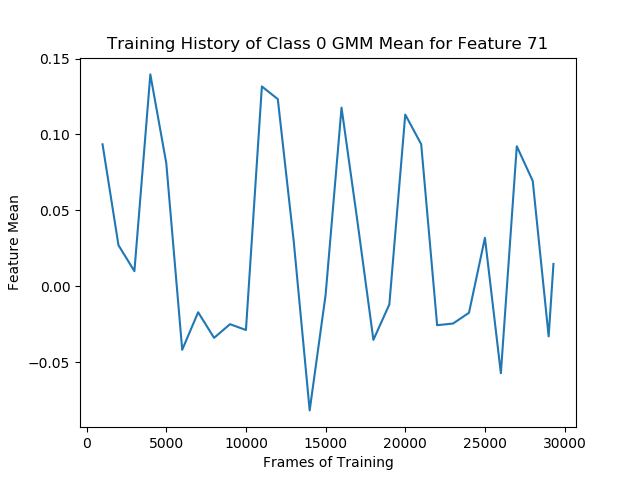 Training History of Class 0 GMM Mean for Feature 71
0.15
0.10
0.05
0.00
−0.05
Feature Mean
0 5000 10000 15000 20000 25000 30000
Frames of Training